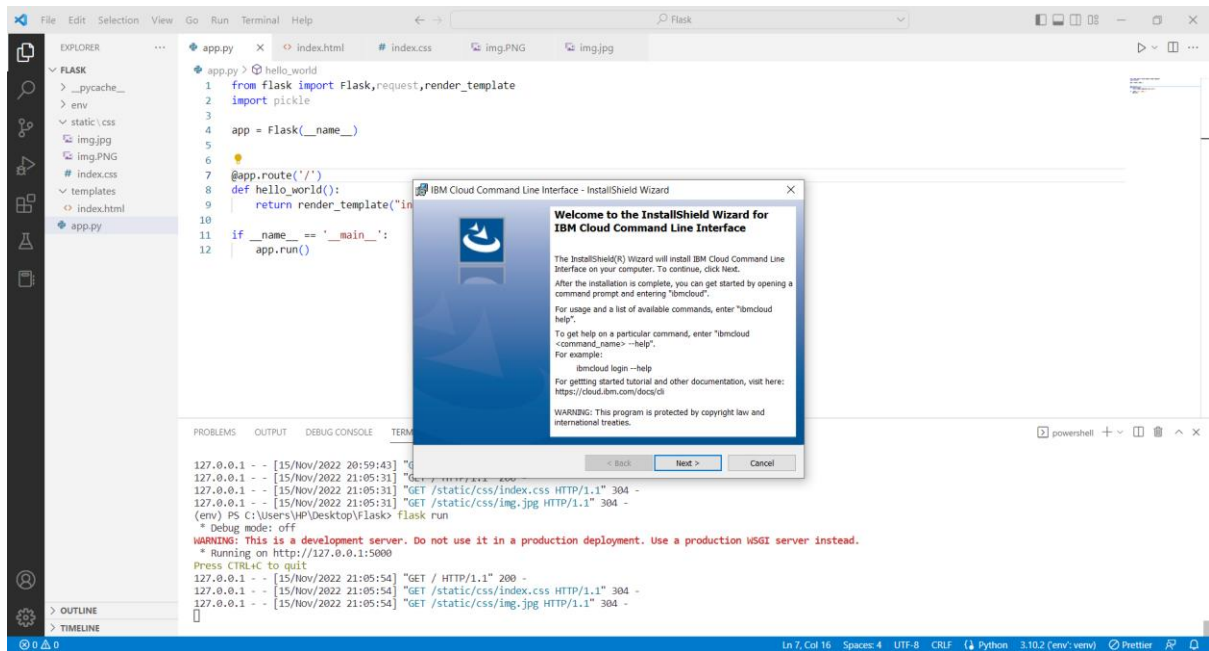 File Edit Selection View Go Run Terminal Help
Flask
EXPLORER
FLASK
__pycache__
env
static \ css
img.jpg
img.PNG
index.css
templates
index.html
app.py
OUTLINE
TIMELINE
app.py index.html index.css img.PNG img.jpg
app.py > hello_world
1 from flask import Flask,request,render_template
2 import pickle
3
4 app = Flask(__name__)
5
6
7 @app.route('/')
8 def hello_world():
9 return render_template("in
10
11 if __name__ == '__main__':
12 app.run()
IBM Cloud Command Line Interface - InstallShield Wizard
Welcome to the InstallShield Wizard for
IBM Cloud Command Line Interface
The InstallShield(R) Wizard will install IBM Cloud Command Line
Interface on your computer. To continue, click Next.
After the installation is complete, you can get started by opening a
command prompt and entering "ibmcloud".
For usage and a list of available commands, enter "ibmcloud
help".
To get help on a particular command, enter "ibmcloud
<command_name> --help".
For example:
ibmcloud login --help
For gettting started tutorial and other documentation, visit here:
https://cloud.ibm.com/docs/cli
WARNING: This program is protected by copyright law and
international treaties.
< Back Next > Cancel
PROBLEMS OUTPUT DEBUG CONSOLE TERM
powershell
127.0.0.1 - - [15/Nov/2022 20:59:43] "G
127.0.0.1 - - [15/Nov/2022 21:05:31] "GET / HTTP/1.1" 200 -
127.0.0.1 - - [15/Nov/2022 21:05:31] "GET /static/css/index.css HTTP/1.1" 304 -
127.0.0.1 - - [15/Nov/2022 21:05:31] "GET /static/css/img.jpg HTTP/1.1" 304 -
(env) PS C:\Users\HP\Desktop\Flask> flask run
* Debug mode: off
WARNING: This is a development server. Do not use it in a production deployment. Use a production WSGI server instead.
* Running on http://127.0.0.1:5000
Press CTRL+C to quit
127.0.0.1 - - [15/Nov/2022 21:05:54] "GET / HTTP/1.1" 200 -
127.0.0.1 - - [15/Nov/2022 21:05:54] "GET /static/css/index.css HTTP/1.1" 304 -
127.0.0.1 - - [15/Nov/2022 21:05:54] "GET /static/css/img.jpg HTTP/1.1" 304 -
0 0 Ln 7, Col 16 Spaces: 4 UTF-8 CRLF Python 3.10.2 ('env': venv) Prettier